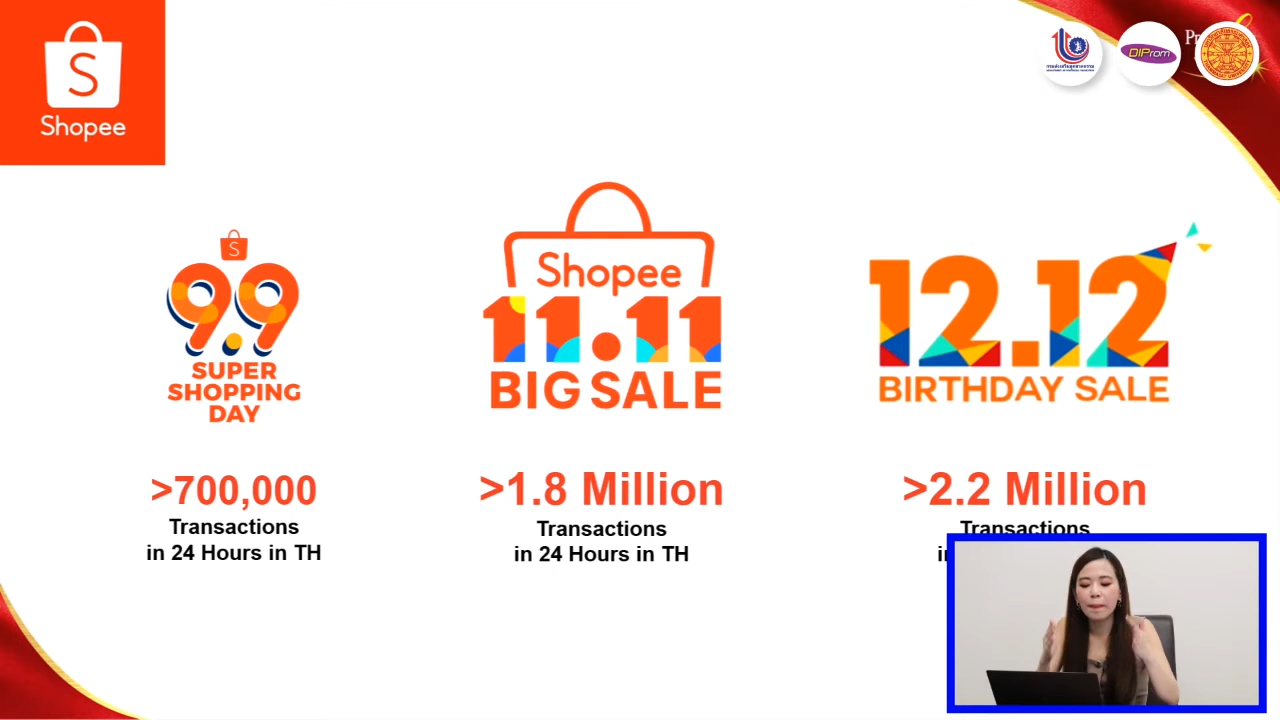 Shopee
DIProm
9.9
SUPER
SHOPPING
DAY
>700,000
Transactions
in 24 Hours in TH
Shopee
11.11
BIG SALE
>1.8 Million
Transactions
in 24 Hours in TH
12.12
BIRTHDAY SALE
>2.2 Million
Transactions